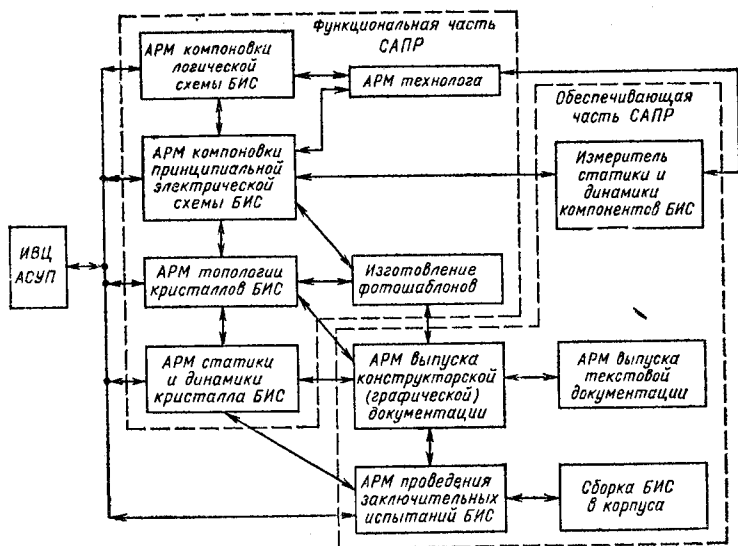 Функциональная часть
САПР
АРМ компоновки
логической
схемы БИС
АРМ технолога
Обеспечивающая
часть САПР
АРМ компоновки
принципиальной
электрической
схемы БИС
Измеритель
статики и
динамики
компонентов БИС
ИВЦ
АСУП
АРМ топологии
кристаллов БИС
Изготовление
фотошаблонов
АРМ статики
и динамики
кристалла БИС
АРМ выпуска
конструкторской
(графической)
документации
АРМ выпуска
текстовой
документации
АРМ проведения
заключительных
испытаний БИС
Сборка БИС
в корпуса